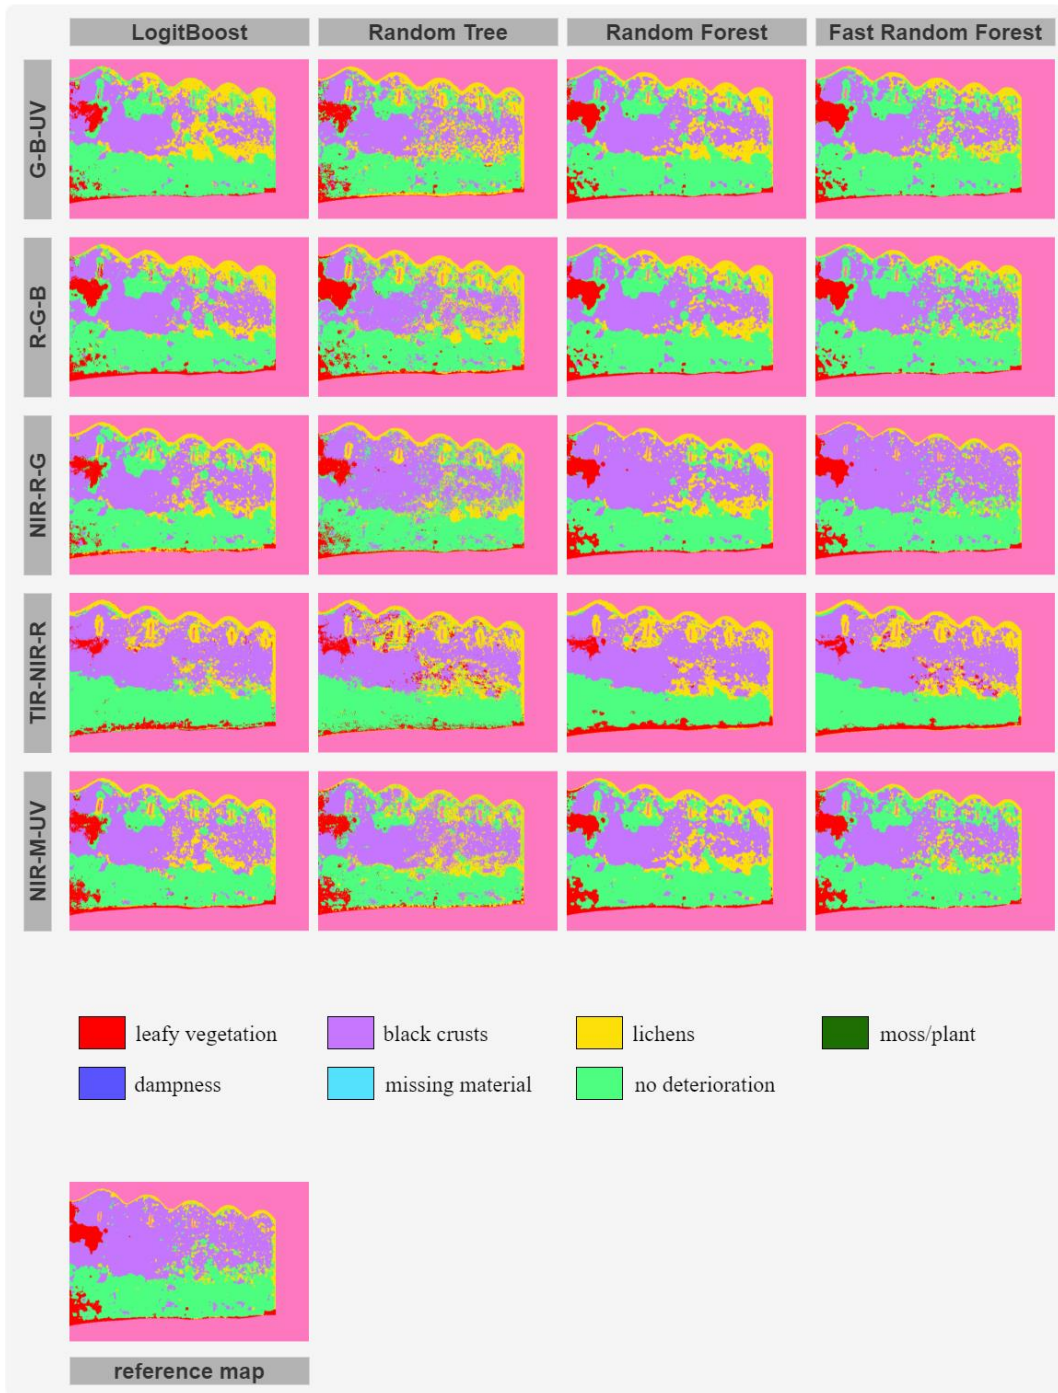 LogitBoost Random Tree Random Forest Fast Random Forest
G-B-UV
R-G-B
NIR-R-G
TIR-NIR-R
NIR-M-UV
leafy vegetation black crusts lichens moss/plant
dampness missing material no deterioration
reference map